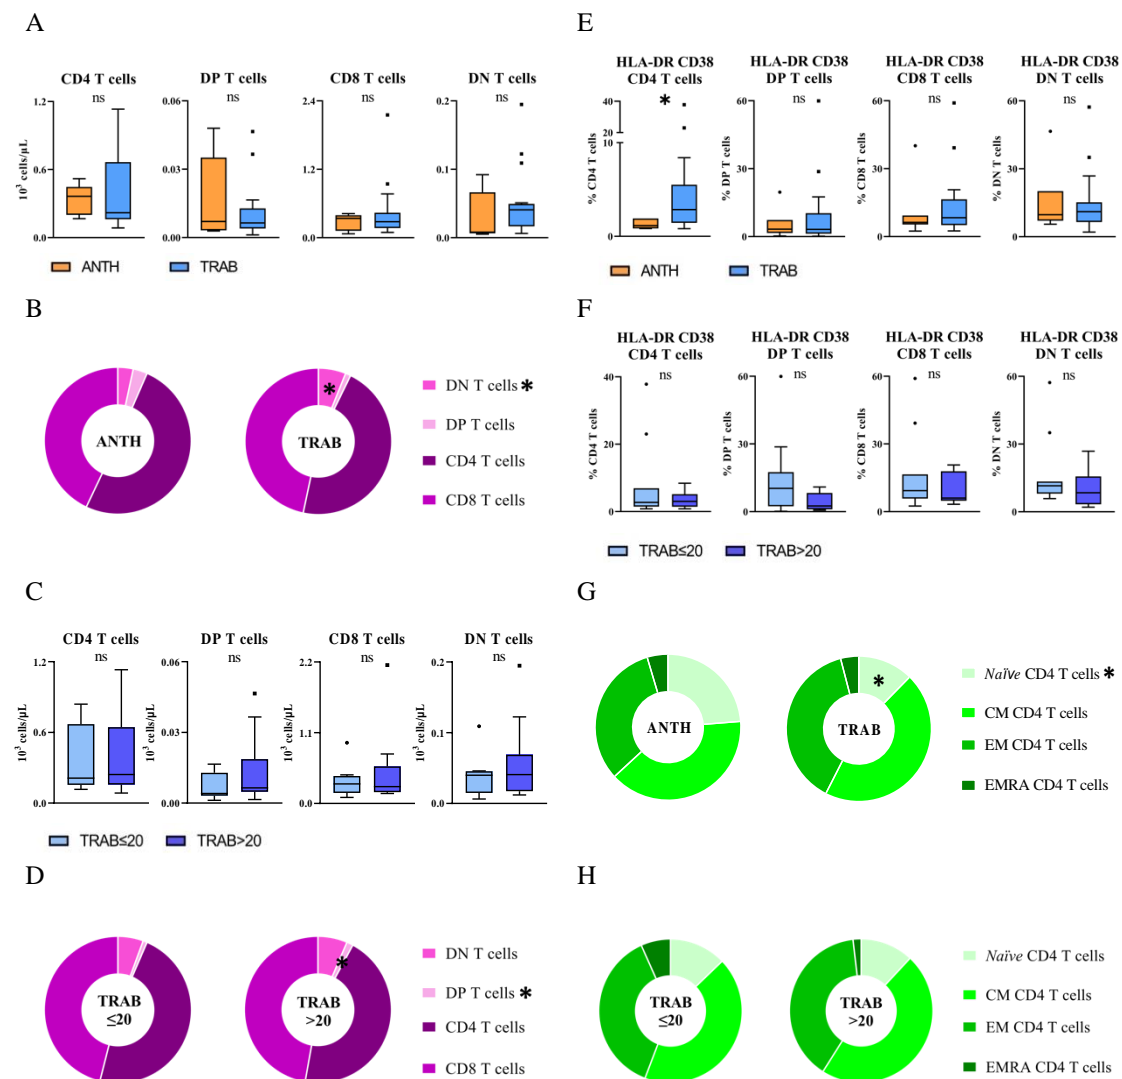 A
CD4 T cells
DP T cells
CD8 T cells
DN T cells
ns
ns
ns
ns
10³ cells/µL
1.2
0.6
0.0
0.06
0.03
0.00
2.4
1.2
0.0
0.2
0.1
0.0
ANTH
TRAB
B
ANTH
TRAB
*
DN T cells *
DP T cells
CD4 T cells
CD8 T cells
C
CD4 T cells
DP T cells
CD8 T cells
DN T cells
ns
ns
ns
ns
10³ cells/µL
1.2
0.6
0.0
10³ cells/µL
0.06
0.03
0.00
10³ cells/µL
2.2
1.1
0.0
10³ cells/µL
0.2
0.1
0.0
TRAB≤20
TRAB>20
D
TRAB
≤20
TRAB
>20
*
DN T cells
DP T cells *
CD4 T cells
CD8 T cells
E
HLA-DR CD38
CD4 T cells
HLA-DR CD38
DP T cells
HLA-DR CD38
CD8 T cells
HLA-DR CD38
DN T cells
*
ns
ns
ns
% CD4 T cells
40
20
10
0
% DP T cells
60
30
0
% CD8 T cells
60
30
0
% DN T cells
60
30
0
ANTH
TRAB
F
HLA-DR CD38
CD4 T cells
HLA-DR CD38
DP T cells
HLA-DR CD38
CD8 T cells
HLA-DR CD38
DN T cells
ns
ns
ns
ns
% CD4 T cells
40
20
0
% DP T cells
60
30
0
% CD8 T cells
60
30
0
% DN T cells
60
30
0
TRAB≤20
TRAB>20
G
ANTH
TRAB
*
Naïve CD4 T cells *
CM CD4 T cells
EM CD4 T cells
EMRA CD4 T cells
H
TRAB
≤20
TRAB
>20
Naïve CD4 T cells
CM CD4 T cells
EM CD4 T cells
EMRA CD4 T cells